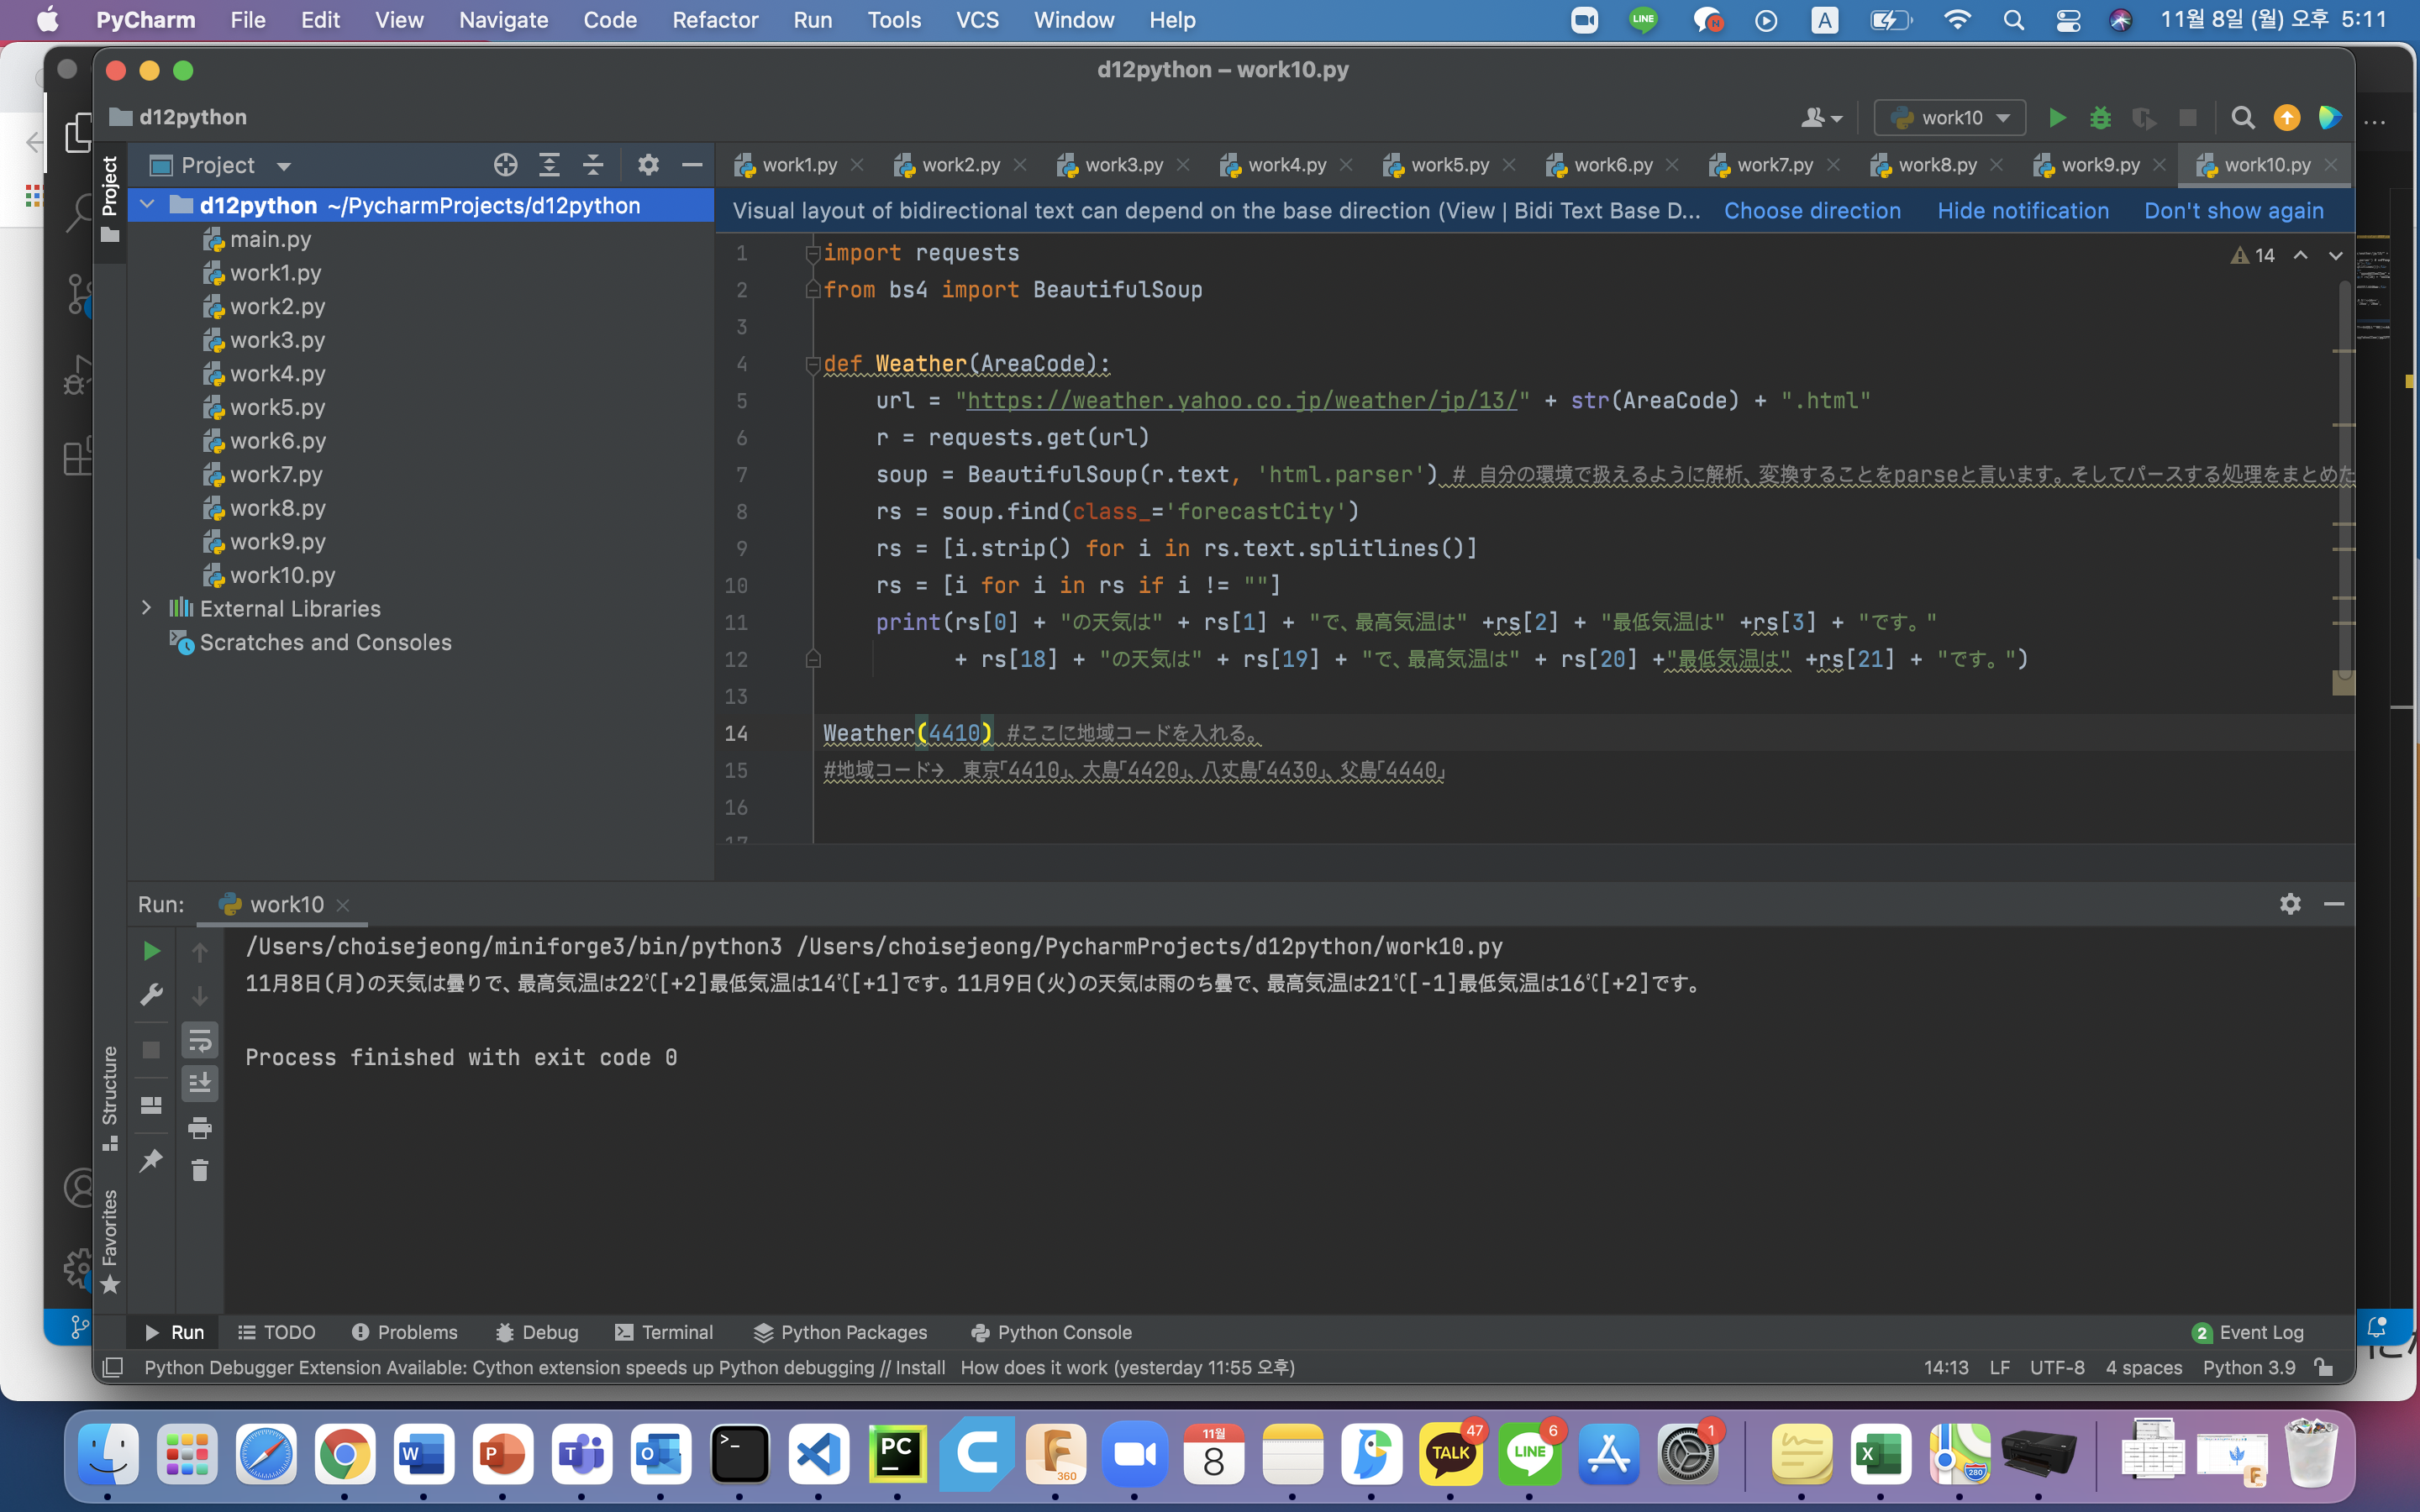 PyCharm File Edit View Navigate Code Refactor Run Tools VCS Window Help
LINE N A 11월 8일 (월) 오후 5:11
d12python – work10.py
d12python
work10
Project
Project
work1.py work2.py work3.py work4.py work5.py work6.py work7.py work8.py work9.py work10.py
d12python ~/PycharmProjects/d12python
main.py
work1.py
work2.py
work3.py
work4.py
work5.py
work6.py
work7.py
work8.py
work9.py
work10.py
External Libraries
Scratches and Consoles
Visual layout of bidirectional text can depend on the base direction (View | Bidi Text Base D... Choose direction Hide notification Don't show again
14
1 import requests
2 from bs4 import BeautifulSoup
3
4 def Weather(AreaCode):
5 url = "https://weather.yahoo.co.jp/weather/jp/13/" + str(AreaCode) + ".html"
6 r = requests.get(url)
7 soup = BeautifulSoup(r.text, 'html.parser') # 自分の環境で扱えるように解析、変換することをparseと言います。そしてパースする処理をまとめた
8 rs = soup.find(class_='forecastCity')
9 rs = [i.strip() for i in rs.text.splitlines()]
10 rs = [i for i in rs if i != ""]
11 print(rs[0] + "の天気は" + rs[1] + "で、最高気温は" +rs[2] + "最低気温は" +rs[3] + "です。"
12 + rs[18] + "の天気は" + rs[19] + "で、最高気温は" + rs[20] +"最低気温は" +rs[21] + "です。")
13
14 Weather(4410) #ここに地域コードを入れる。
15 #地域コード→ 東京「4410」、大島「4420」、八丈島「4430」、父島「4440」
16
17
Run: work10
/Users/choisejeong/miniforge3/bin/python3 /Users/choisejeong/PycharmProjects/d12python/work10.py
11月8日(月)の天気は曇りで、最高気温は22℃[+2]最低気温は14℃[+1]です。11月9日(火)の天気は雨のち曇で、最高気温は21℃[-1]最低気温は16℃[+2]です。
Process finished with exit code 0
Structure
Favorites
Run TODO Problems Debug Terminal Python Packages Python Console 2 Event Log
Python Debugger Extension Available: Cython extension speeds up Python debugging // Install How does it work (yesterday 11:55 오후) 14:13 LF UTF-8 4 spaces Python 3.9
W P T O >_ PC C F 360 11월 8 TALK 47 LINE 6 1 X 280 F